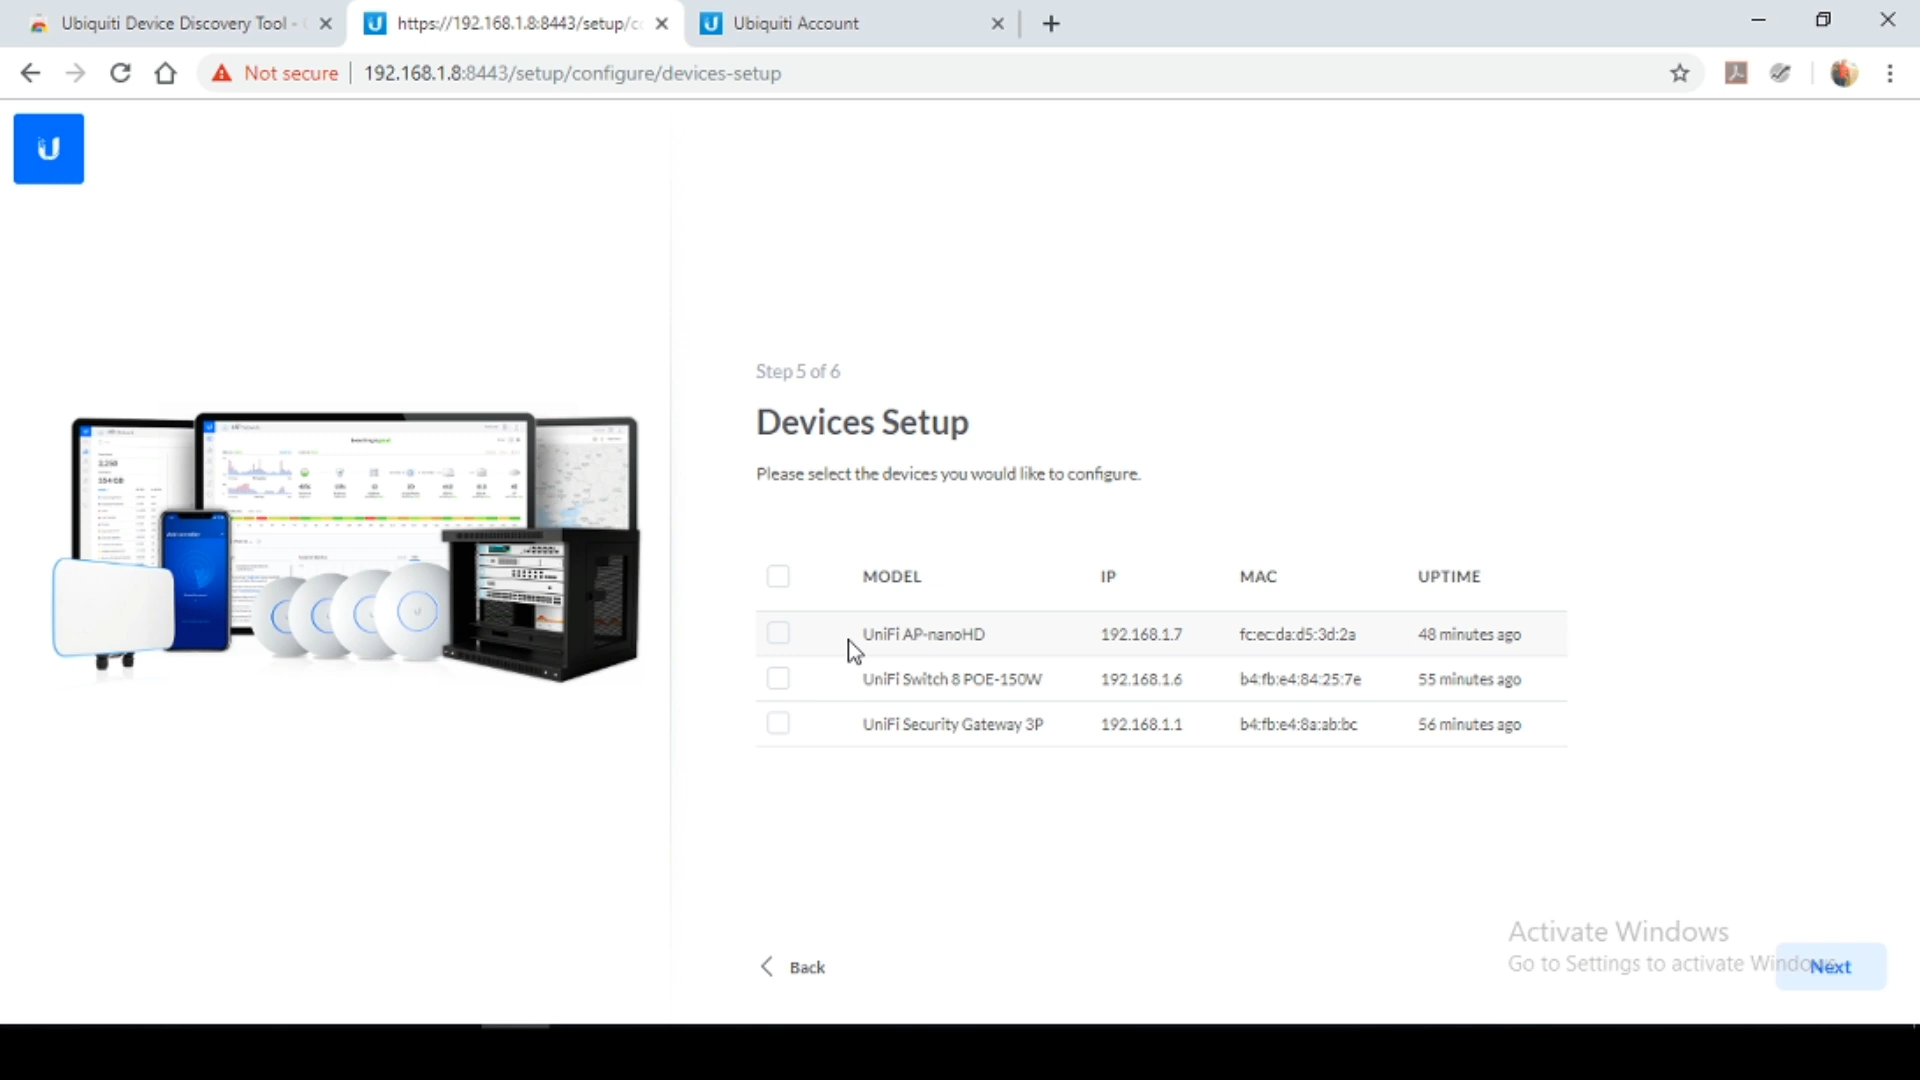 Ubiquiti Device Discovery Tool -
https://192.168.1.8:8443/setup/c
Ubiquiti Account
Not secure
192.168.1.8:8443/setup/configure/devices-setup
Step 5 of 6
Devices Setup
Please select the devices you would like to configure.
MODEL IP MAC UPTIME
UniFi AP-nanoHD 192.168.1.7 fc:ec:da:d5:3d:2a 48 minutes ago
UniFi Switch 8 POE-150W 192.168.1.6 b4:fb:e4:84:25:7e 55 minutes ago
UniFi Security Gateway 3P 192.168.1.1 b4:fb:e4:8a:ab:bc 56 minutes ago
Activate Windows
Go to Settings to activate Windows.
Back
Next